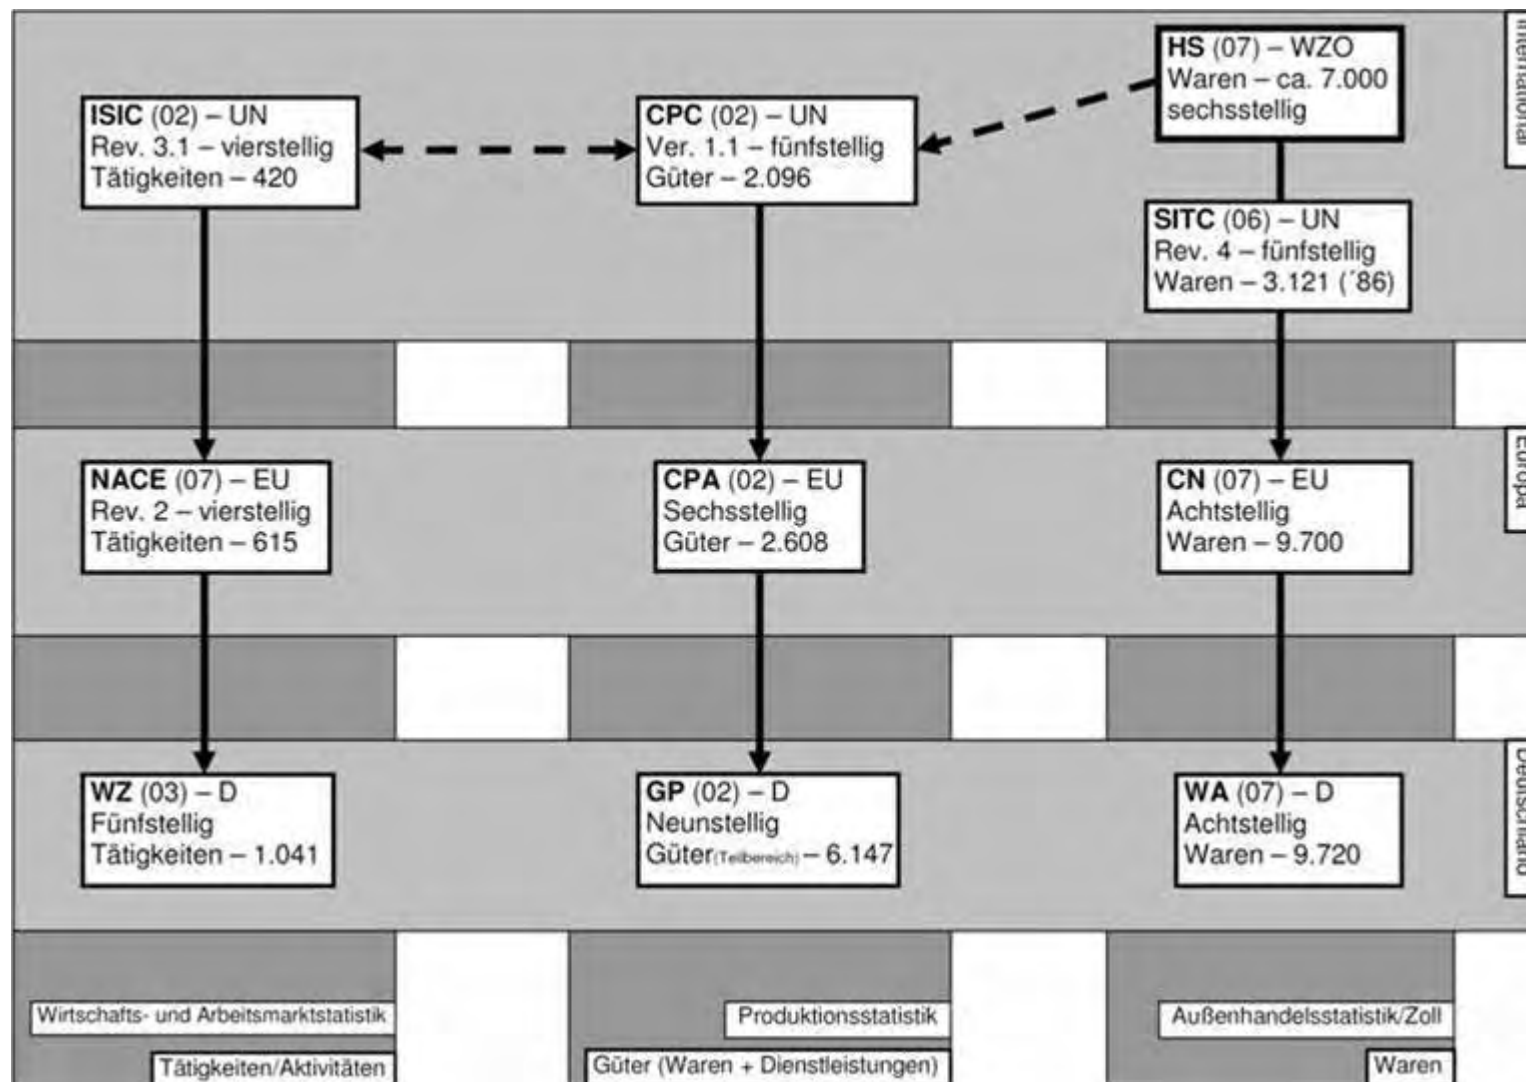 HS (07) – WZO
Waren – ca. 7.000
sechsstellig
International
ISIC (02) – UN
Rev. 3.1 – vierstellig
Tätigkeiten – 420
CPC (02) – UN
Ver. 1.1 – fünfstellig
Güter – 2.096
SITC (06) – UN
Rev. 4 – fünfstellig
Waren – 3.121 (´86)
NACE (07) – EU
Rev. 2 – vierstellig
Tätigkeiten – 615
CPA (02) – EU
Sechsstellig
Güter – 2.608
CN (07) – EU
Achtstellig
Waren – 9.700
Europa
WZ (03) – D
Fünfstellig
Tätigkeiten – 1.041
GP (02) – D
Neunstellig
Güter(Teilbereich) – 6.147
WA (07) – D
Achtstellig
Waren – 9.720
Deutschland
Wirtschafts- und Arbeitsmarktstatistik
Produktionsstatistik
Außenhandelsstatistik/Zoll
Tätigkeiten/Aktivitäten
Güter (Waren + Dienstleistungen)
Waren